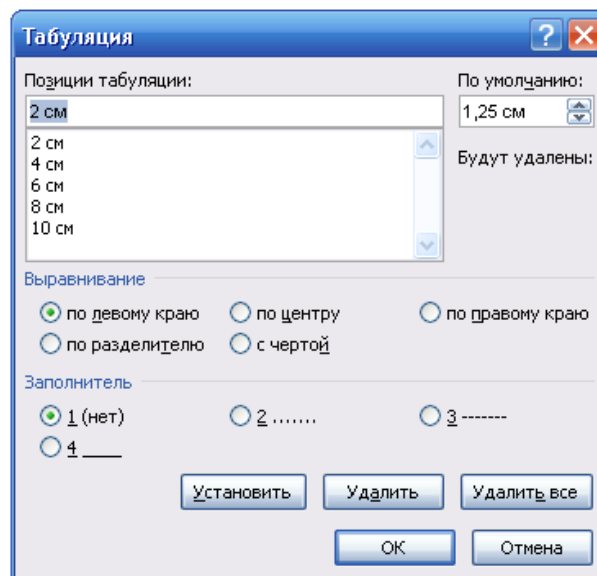 Табуляция
Позиции табуляции:
По умолчанию:
2 см
1,25 см
2 см
4 см
6 см
8 см
10 см
Будут удалены:
Выравнивание
по левому краю
по центру
по правому краю
по разделителю
с чертой
Заполнитель
1 (нет)
2 .......
3 -------
4 ____
Установить
Удалить
Удалить все
ОК
Отмена